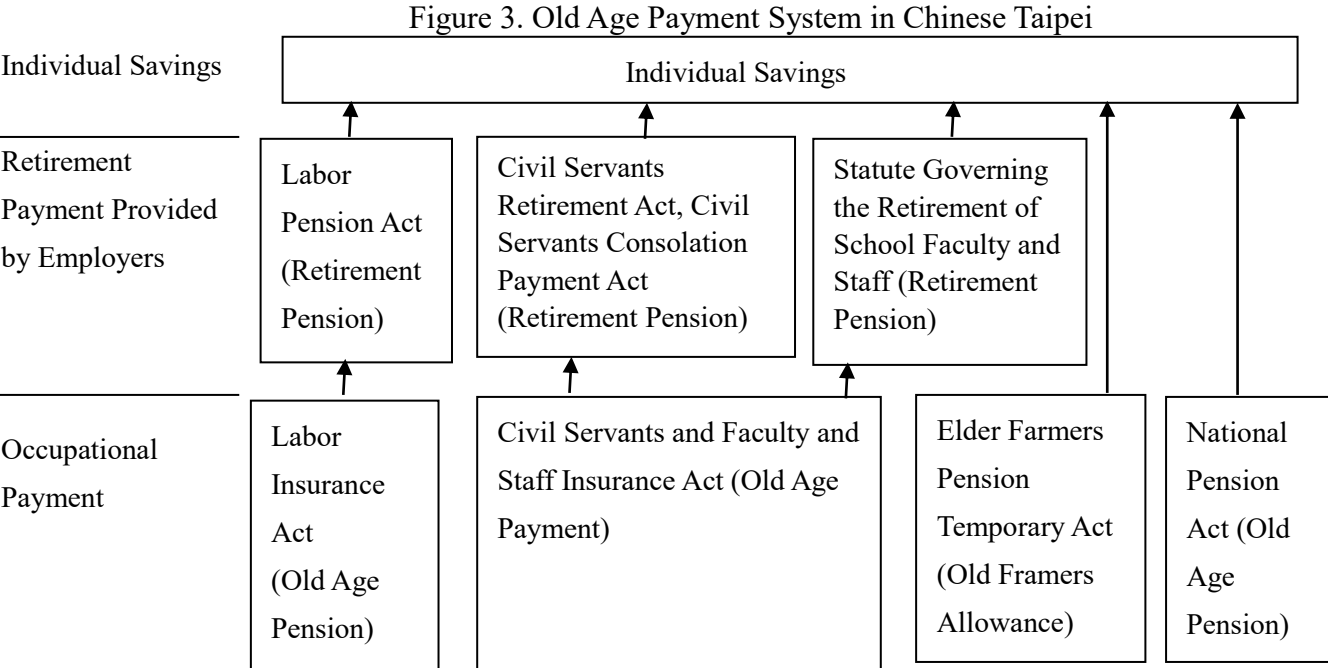 Figure 3. Old Age Payment System in Chinese Taipei
Individual Savings
Individual Savings
Retirement
Payment Provided
by Employers
Labor
Pension Act
(Retirement
Pension)
Civil Servants
Retirement Act, Civil
Servants Consolation
Payment Act
(Retirement Pension)
Statute Governing
the Retirement of
School Faculty and
Staff (Retirement
Pension)
Occupational
Payment
Labor
Insurance
Act
(Old Age
Pension)
Civil Servants and Faculty and
Staff Insurance Act (Old Age
Payment)
Elder Farmers
Pension
Temporary Act
(Old Framers
Allowance)
National
Pension
Act (Old
Age
Pension)